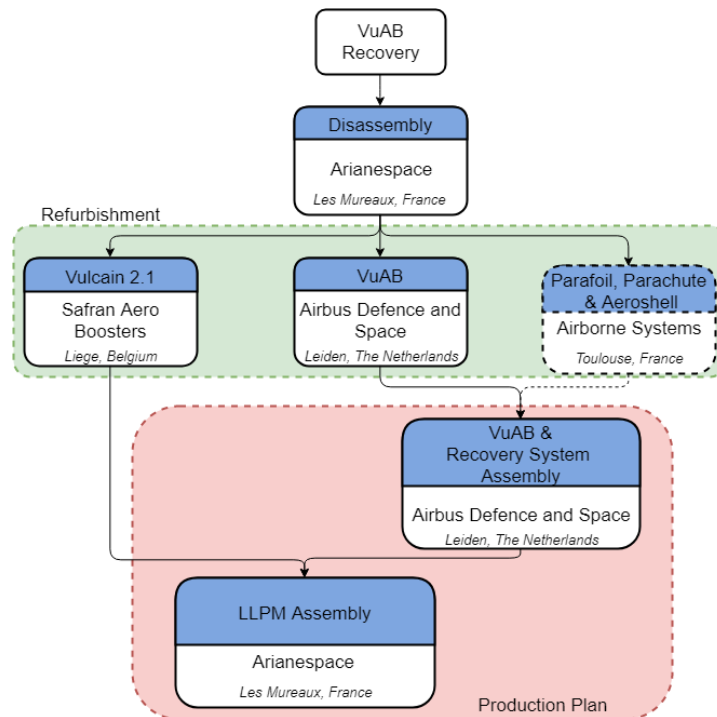 VuAB
Recovery
Disassembly
Arianespace
Les Mureaux, France
Refurbishment
Vulcain 2.1
Safran Aero
Boosters
Liege, Belgium
VuAB
Airbus Defence and
Space
Leiden, The Netherlands
Parafoil, Parachute
& Aeroshell
Airborne Systems
Toulouse, France
VuAB &
Recovery System
Assembly
Airbus Defence and Space
Leiden, The Netherlands
LLPM Assembly
Arianespace
Les Mureaux, France
Production Plan